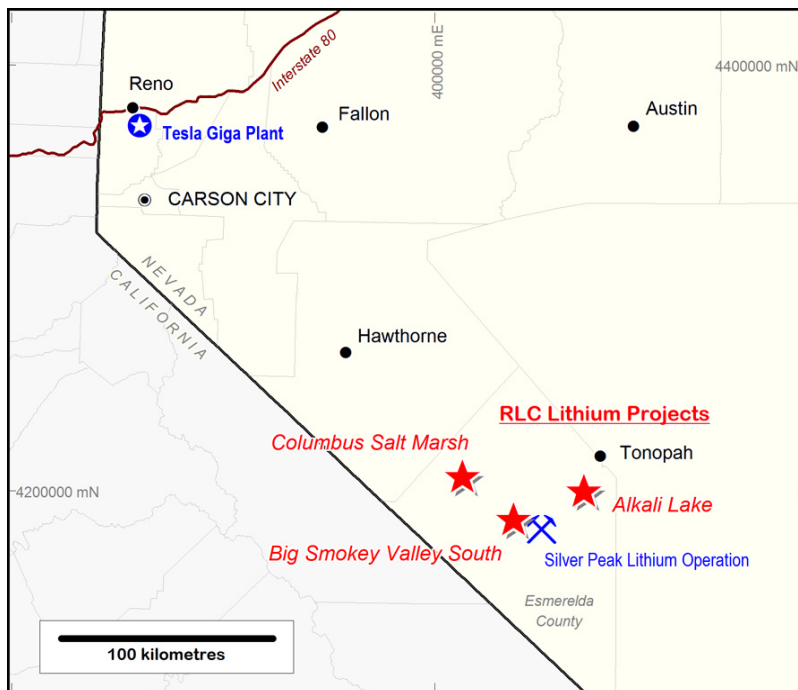 Interstate 80
400000 mE
4400000 mN
Reno
Tesla Giga Plant
Fallon
Austin
CARSON CITY
NEVADA
CALIFORNIA
Hawthorne
RLC Lithium Projects
Columbus Salt Marsh
Tonopah
4200000 mN
Alkali Lake
Big Smokey Valley South
Silver Peak Lithium Operation
Esmerelda
County
100 kilometres